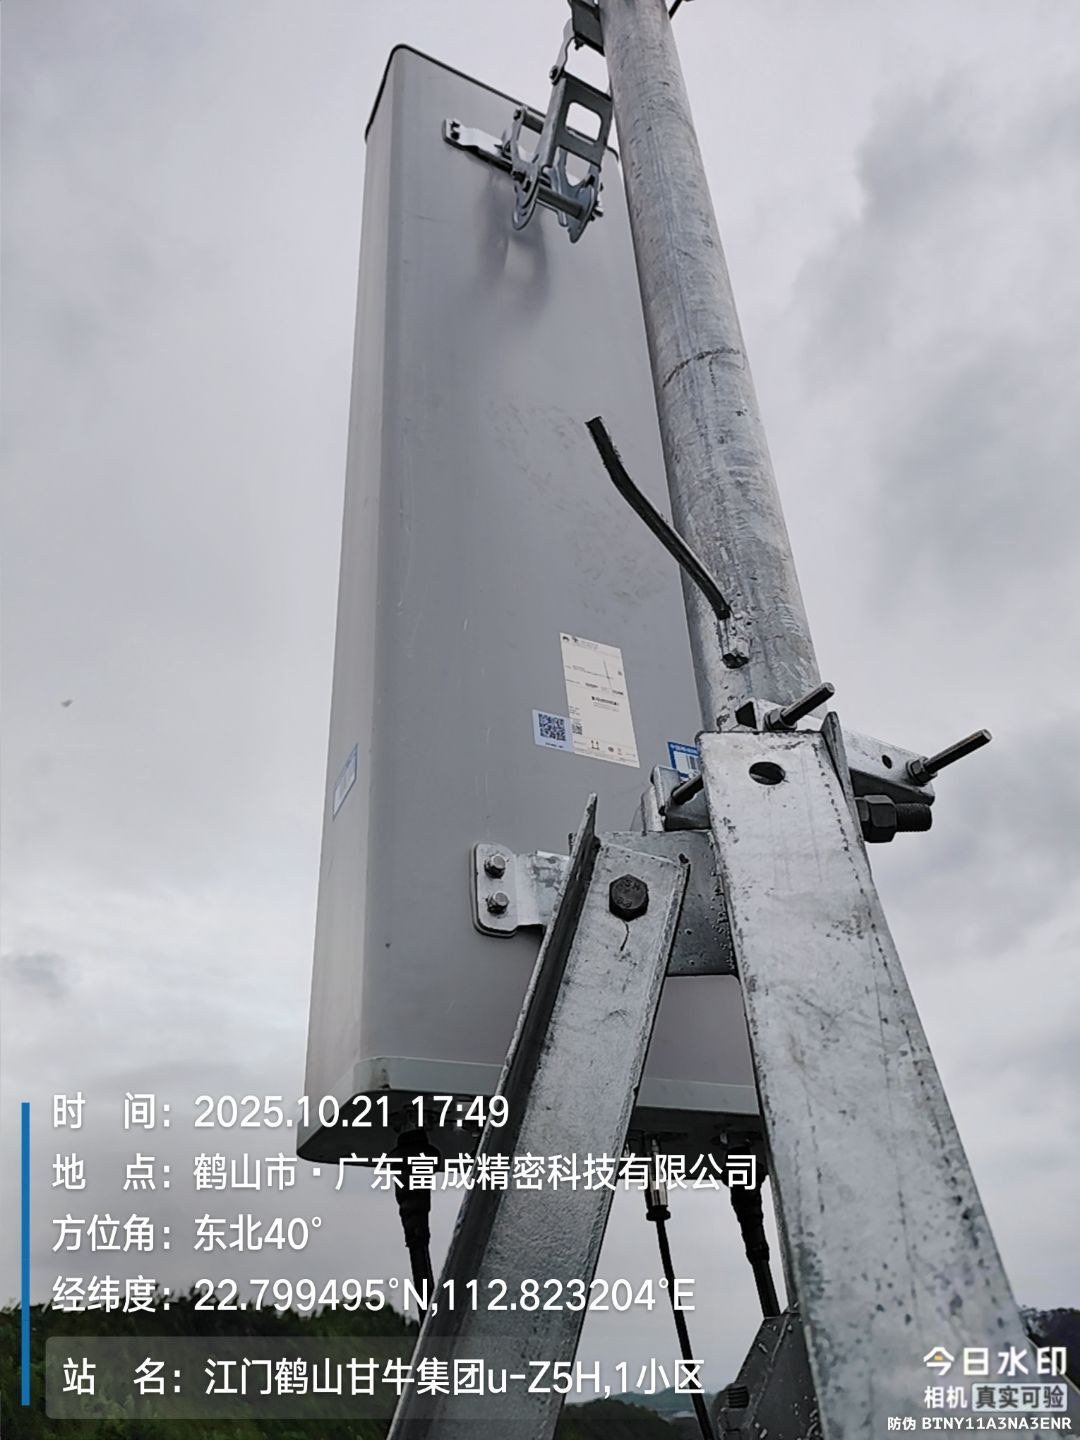 时 间：2025.10.21 17:49
地 点：鹤山市·广东富成精密科技有限公司
方位角：东北40°
经纬度：22.799495°N,112.823204°E
站 名：江门鹤山甘牛集团u-Z5H,1小区
今日水印
相机 真实可验
防伪 BTNY11A3NA3ENR